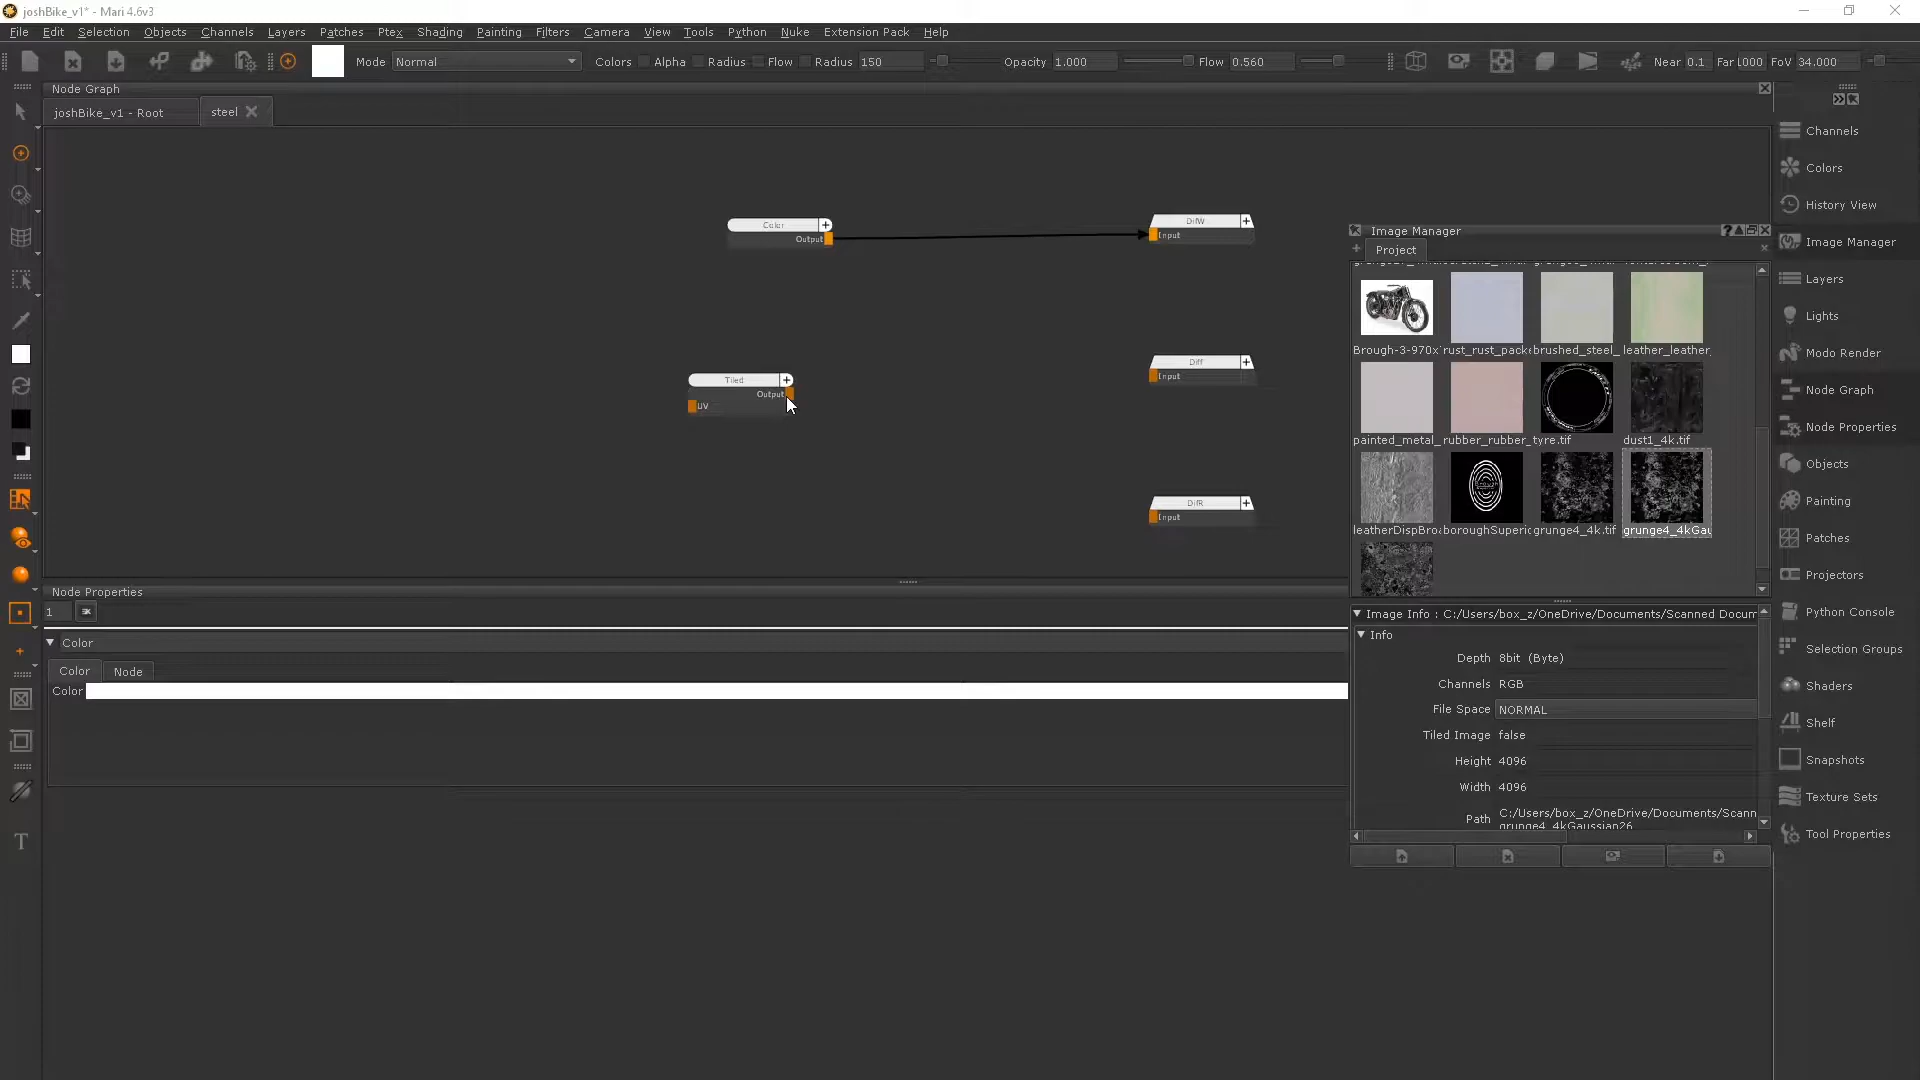 joshBike_v1* - Mari 4.6v3
File Edit Selection Objects Channels Layers Patches Ptex Shading Painting Filters Camera View Tools Python Nuke Extension Pack Help
Mode Normal Colors Alpha Radius Flow Radius 150 Opacity 1.000 Flow 0.560 Near 0.1 Far 1000 FoV 34.000
Node Graph
joshBike_v1 - Root steel
Color
Output
DifW
Input
Tiled
Output
UV
Diff
Input
DifR
Input
Image Manager
Project
Brough-3-970x rust_rust_pack brushed_steel_ leather_leather
painted_metal_ rubber_rubber_ tyre.tif dust1_4k.tif
leatherDispBro boroughSuperic grunge4_4k.tif grunge4_4kGau
Image Info : C:/Users/box_z/OneDrive/Documents/Scanned Docum
Info
Depth 8bit (Byte)
Channels RGB
File Space NORMAL
Tiled Image false
Height 4096
Width 4096
Path C:/Users/box_z/OneDrive/Documents/Scann
grunge4_4kGaussian26
Node Properties
1
Color
Color Node
Color
Channels
Colors
History View
Image Manager
Layers
Lights
Modo Render
Node Graph
Node Properties
Objects
Painting
Patches
Projectors
Python Console
Selection Groups
Shaders
Shelf
Snapshots
Texture Sets
Tool Properties